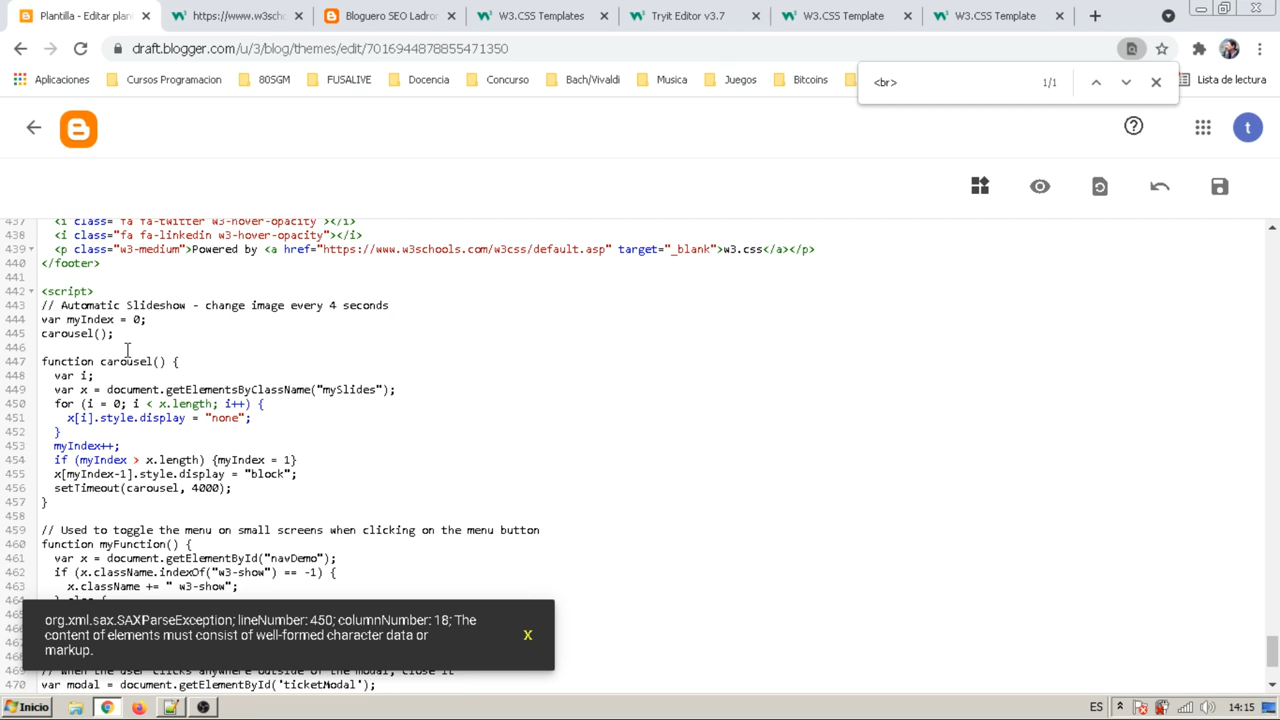 Plantilla - Editar plan
https://www.w3scho
Bloguero SEO Ladron
W3.CSS Templates
Tryit Editor v3.7
W3.CSS Template
W3.CSS Template
draft.blogger.com/u/3/blog/themes/edit/7016944878855471350
Aplicaciones
Cursos Programacion
80SGM
FUSALIVE
Docencia
Concurso
Bach/Vivaldi
Musica
Juegos
Bitcoins
Lista de lectura
<br>
1/1
t
437 <i class="fa fa-twitter w3-hover-opacity"></i>
438 <i class="fa fa-linkedin w3-hover-opacity"></i>
439 <p class="w3-medium">Powered by <a href="https://www.w3schools.com/w3css/default.asp" target="_blank">w3.css</a></p>
440 </footer>
441
442 <script>
443 // Automatic Slideshow - change image every 4 seconds
444 var myIndex = 0;
445 carousel();
446
447 function carousel() {
448 var i;
449 var x = document.getElementsByClassName("mySlides");
450 for (i = 0; i < x.length; i++) {
451 x[i].style.display = "none";
452 }
453 myIndex++;
454 if (myIndex > x.length) {myIndex = 1}
455 x[myIndex-1].style.display = "block";
456 setTimeout(carousel, 4000);
457 }
458
459 // Used to toggle the menu on small screens when clicking on the menu button
460 function myFunction() {
461 var x = document.getElementById("navDemo");
462 if (x.className.indexOf("w3-show") == -1) {
463 x.className += " w3-show";
org.xml.sax.SAXParseException; lineNumber: 450; columnNumber: 18; The
content of elements must consist of well-formed character data or
markup.
X
470 var modal = document.getElementById('ticketModal');
Inicio
ES
14:15